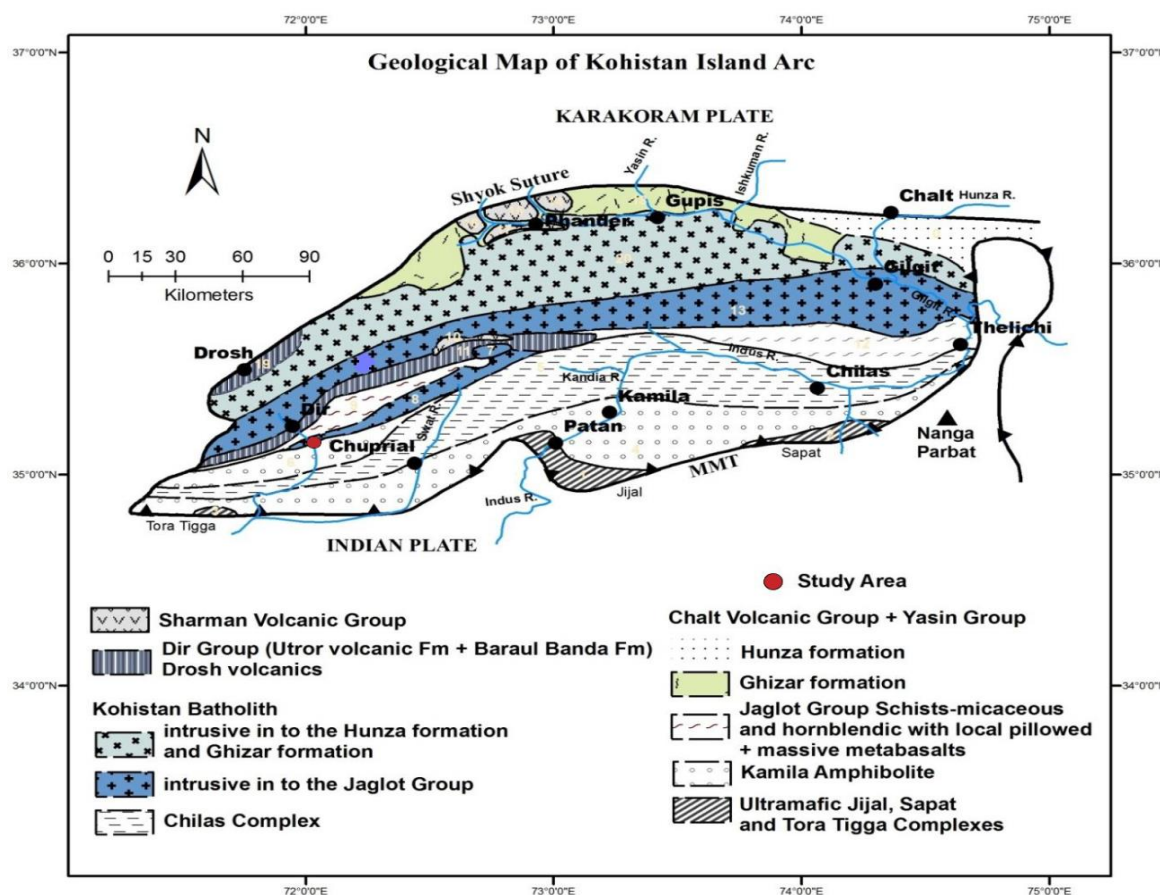 72°0'0"E 73°0'0"E 74°0'0"E 75°0'0"E
37°0'0"N 37°0'0"N
Geological Map of Kohistan Island Arc
N
KARAKORAM PLATE
Shyok Suture
Yasin R.
Ishkuman R.
Phander
Gupis
Chalt
Hunza R.
36°0'0"N 36°0'0"N
0 15 30 60 90
Kilometers
Gilgit
Gilgit R.
13
Thelichi
Drosh
19
10
11
12
Indus R.
Chilas
Kandia R.
Kamila
8
Swat R.
Dir
Patan
Chuprial
Nanga
Parbat
Sapat
4
35°0'0"N 35°0'0"N
MMT
Jijal
Indus R.
Tora Tigga
INDIAN PLATE
Sharman Volcanic Group
Dir Group (Utror volcanic Fm + Baraul Banda Fm)
Drosh volcanics
Kohistan Batholith
intrusive in to the Hunza formation
and Ghizar formation
intrusive in to the Jaglot Group
Chilas Complex
Study Area
Chalt Volcanic Group + Yasin Group
Hunza formation
Ghizar formation
Jaglot Group Schists-micaceous
and hornblendic with local pillowed
+ massive metabasalts
Kamila Amphibolite
Ultramafic Jijal, Sapat
and Tora Tigga Complexes
34°0'0"N 34°0'0"N
72°0'0"E 73°0'0"E 74°0'0"E 75°0'0"E